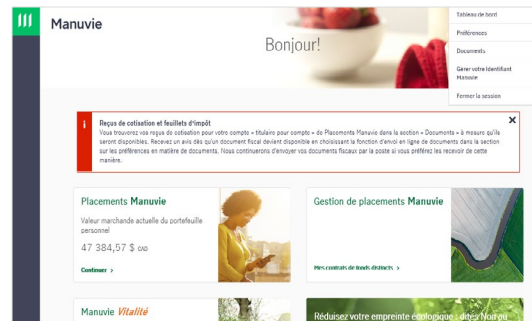 Manuvie
Bonjour!
Tableau de bord
Préférences
Documents
Gérer votre Identifiant
Manuvie
Fermer la session
Reçus de cotisation et feuillets d'impôt
Vous trouverez vos reçus de cotisation pour votre compte « titulaire pour compte » de Placements Manuvie dans la section « Documents » à mesure qu'ils
seront disponibles. Recevez un avis dès qu'un document fiscal devient disponible en choisissant la fonction d'envoi en ligne de documents dans la section
sur les préférences en matière de documents. Nous continuerons d'envoyer vos documents fiscaux par la poste si vous préférez les recevoir de cette
manière.
Placements Manuvie
Valeur marchande actuelle du portefeuille
personnel
47 384,57 $ CAD
Continuer >
Gestion de placements Manuvie
Mes contrats de fonds distincts >
Manuvie Vitalité
Réduisez votre empreinte écologique : dites Non au